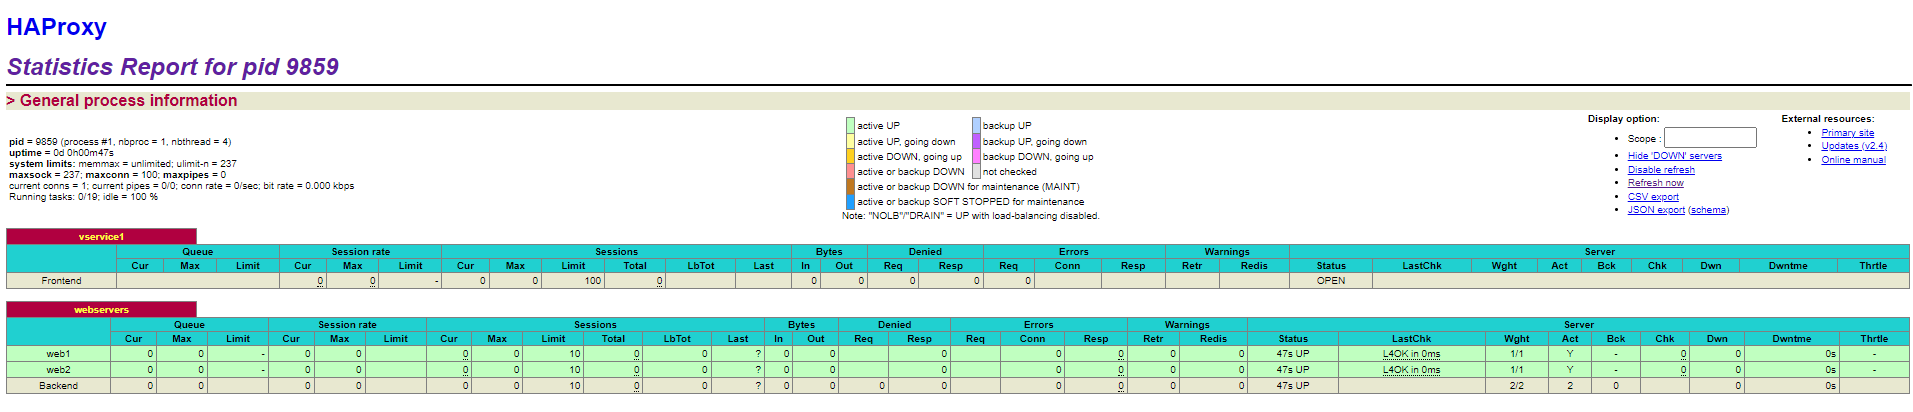 HAProxy
Statistics Report for pid 9859
> General process information
pid = 9859 (process #1, nbproc = 1, nbthread = 4)
uptime = 0d 0h00m47s
system limits: memmax = unlimited; ulimit-n = 237
maxsock = 237; maxconn = 100; maxpipes = 0
current conns = 1; current pipes = 0/0; conn rate = 0/sec; bit rate = 0.000 kbps
Running tasks: 0/19; idle = 100 %
active UP backup UP
active UP, going down backup UP, going down
active DOWN, going up backup DOWN, going up
active or backup DOWN not checked
active or backup DOWN for maintenance (MAINT)
active or backup SOFT STOPPED for maintenance
Note: "NOLB"/"DRAIN" = UP with load-balancing disabled.
Display option:
• Scope :
• Hide 'DOWN' servers
• Disable refresh
• Refresh now
• CSV export
• JSON export (schema)
External resources:
• Primary site
• Updates (v2.4)
• Online manual
vservice1
Queue Session rate Sessions Bytes Denied Errors Warnings Server
Cur Max Limit Cur Max Limit Cur Max Limit Total LbTot Last In Out Req Resp Req Conn Resp Retr Redis Status LastChk Wght Act Bck Chk Dwn Dwntme Thrtle
Frontend 0 0 - 0 0 100 0 0 0 0 0 0 OPEN
webservers
Queue Session rate Sessions Bytes Denied Errors Warnings Server
Cur Max Limit Cur Max Limit Cur Max Limit Total LbTot Last In Out Req Resp Req Conn Resp Retr Redis Status LastChk Wght Act Bck Chk Dwn Dwntme Thrtle
web1 0 0 - 0 0 0 0 10 0 0 ? 0 0 0 0 0 0 0 47s UP L4OK in 0ms 1/1 Y - 0 0 0s -
web2 0 0 - 0 0 0 0 10 0 0 ? 0 0 0 0 0 0 0 47s UP L4OK in 0ms 1/1 Y - 0 0 0s -
Backend 0 0 0 0 0 0 10 0 0 ? 0 0 0 0 0 0 0 0 47s UP 2/2 2 0 0 0s